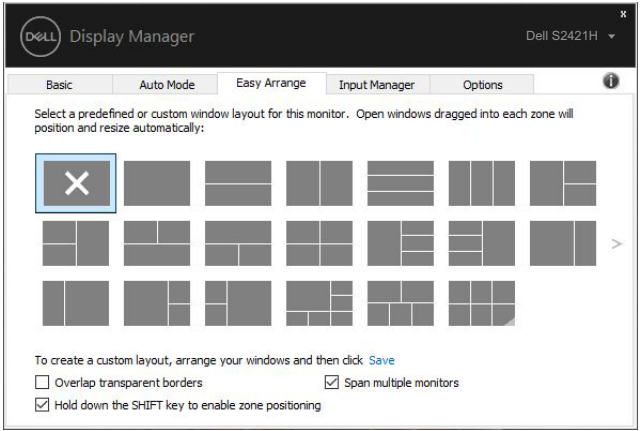 x
DELL Display Manager
Dell S2421H
Basic
Auto Mode
Easy Arrange
Input Manager
Options
i
Select a predefined or custom window layout for this monitor. Open windows dragged into each zone will
position and resize automatically:
>
To create a custom layout, arrange your windows and then click Save
Overlap transparent borders
Span multiple monitors
Hold down the SHIFT key to enable zone positioning